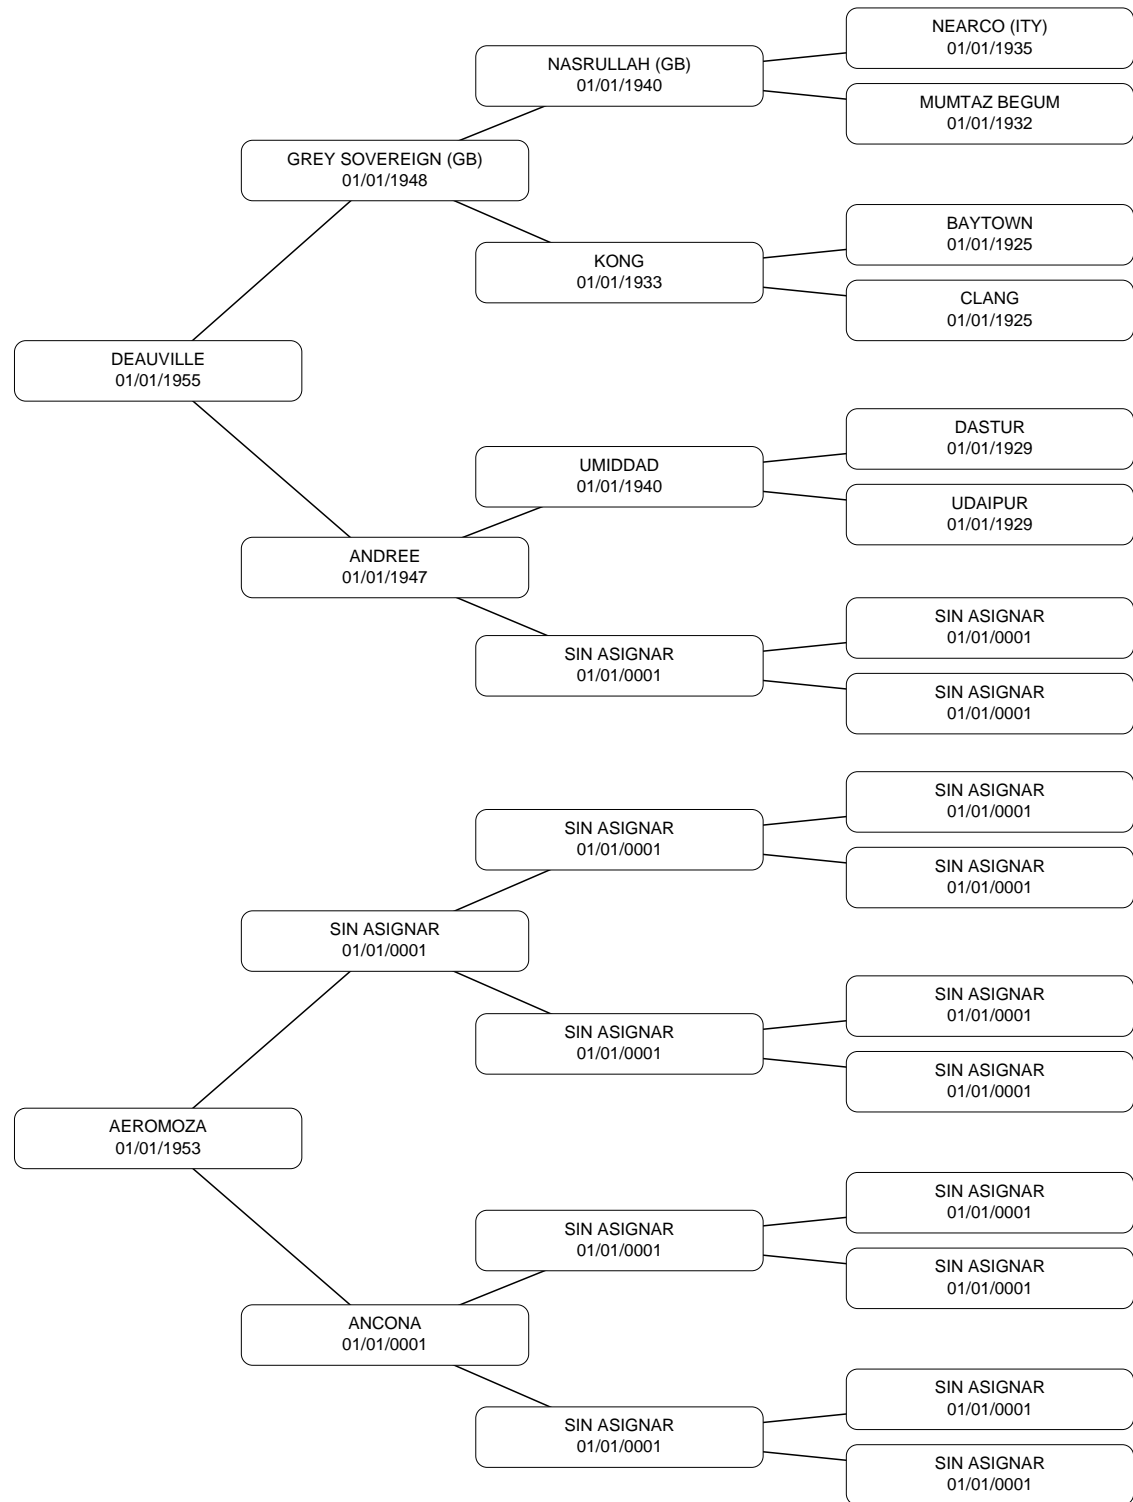 NEARCO (ITY)
01/01/1935
NASRULLAH (GB)
01/01/1940
MUMTAZ BEGUM
01/01/1932
GREY SOVEREIGN (GB)
01/01/1948
BAYTOWN
01/01/1925
KONG
01/01/1933
CLANG
01/01/1925
DEAUVILLE
01/01/1955
DASTUR
01/01/1929
UMIDDAD
01/01/1940
UDAIPUR
01/01/1929
ANDREE
01/01/1947
SIN ASIGNAR
01/01/0001
SIN ASIGNAR
01/01/0001
SIN ASIGNAR
01/01/0001
SIN ASIGNAR
01/01/0001
SIN ASIGNAR
01/01/0001
SIN ASIGNAR
01/01/0001
SIN ASIGNAR
01/01/0001
SIN ASIGNAR
01/01/0001
SIN ASIGNAR
01/01/0001
SIN ASIGNAR
01/01/0001
AEROMOZA
01/01/1953
SIN ASIGNAR
01/01/0001
SIN ASIGNAR
01/01/0001
SIN ASIGNAR
01/01/0001
ANCONA
01/01/0001
SIN ASIGNAR
01/01/0001
SIN ASIGNAR
01/01/0001
SIN ASIGNAR
01/01/0001